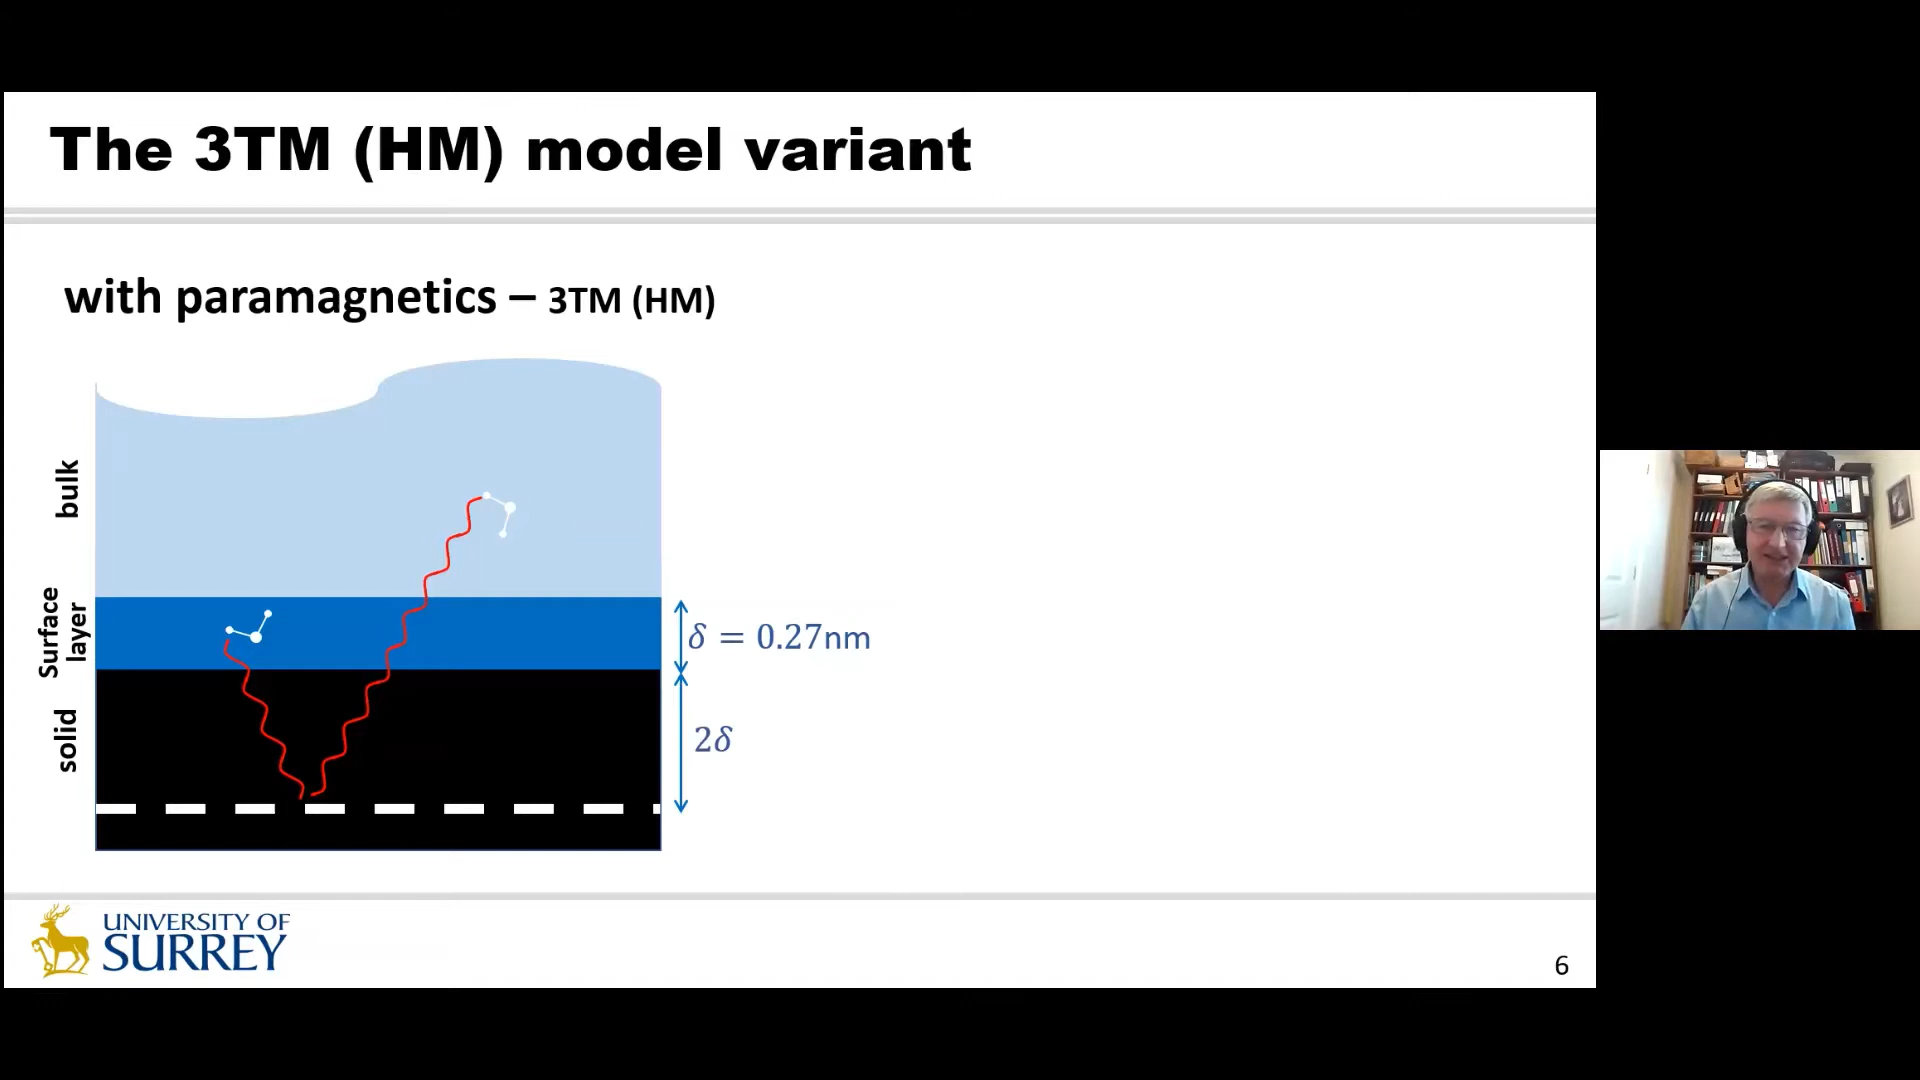 The 3TM (HM) model variant
with paramagnetics – 3TM (HM)
bulk
Surface
layer
solid
δ = 0.27nm
2δ
UNIVERSITY OF
SURREY
6